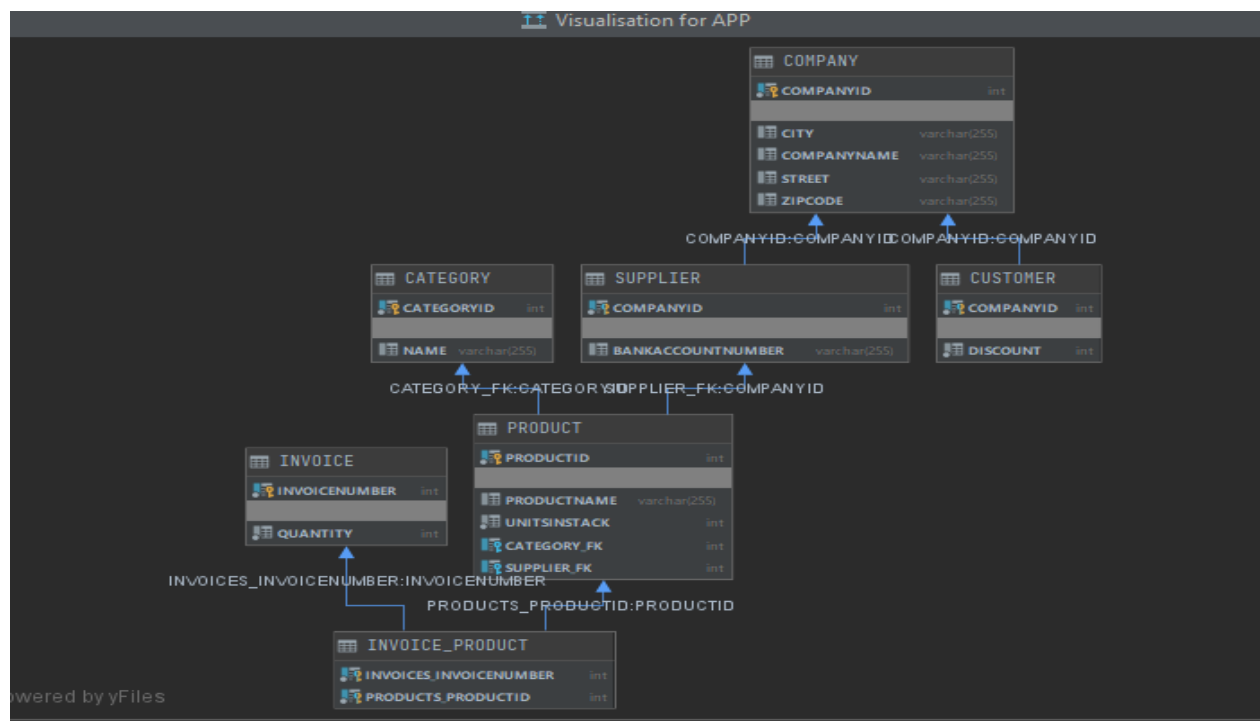 Visualisation for APP
COMPANY
COMPANYID int
CITY varchar(255)
COMPANYNAME varchar(255)
STREET varchar(255)
ZIPCODE varchar(255)
COMPANYID:COMPANYID
COMPANYID:COMPANYID
CATEGORY
CATEGORYID int
NAME varchar(255)
SUPPLIER
COMPANYID int
BANKACCOUNTNUMBER varchar(255)
CUSTOMER
COMPANYID int
DISCOUNT int
CATEGORY_FK:CATEGORYID
SUPPLIER_FK:COMPANYID
PRODUCT
PRODUCTID int
PRODUCTNAME varchar(255)
UNITSINSTACK int
CATEGORY_FK int
SUPPLIER_FK int
INVOICE
INVOICENUMBER int
QUANTITY int
INVOICES_INVOICENUMBER:INVOICENUMBER
PRODUCTS_PRODUCTID:PRODUCTID
INVOICE_PRODUCT
INVOICES_INVOICENUMBER int
PRODUCTS_PRODUCTID int
owered by yFiles